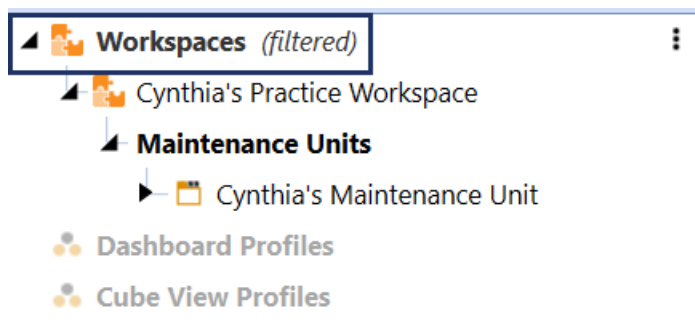 Workspaces (filtered)
Cynthia's Practice Workspace
Maintenance Units
Cynthia's Maintenance Unit
Dashboard Profiles
Cube View Profiles